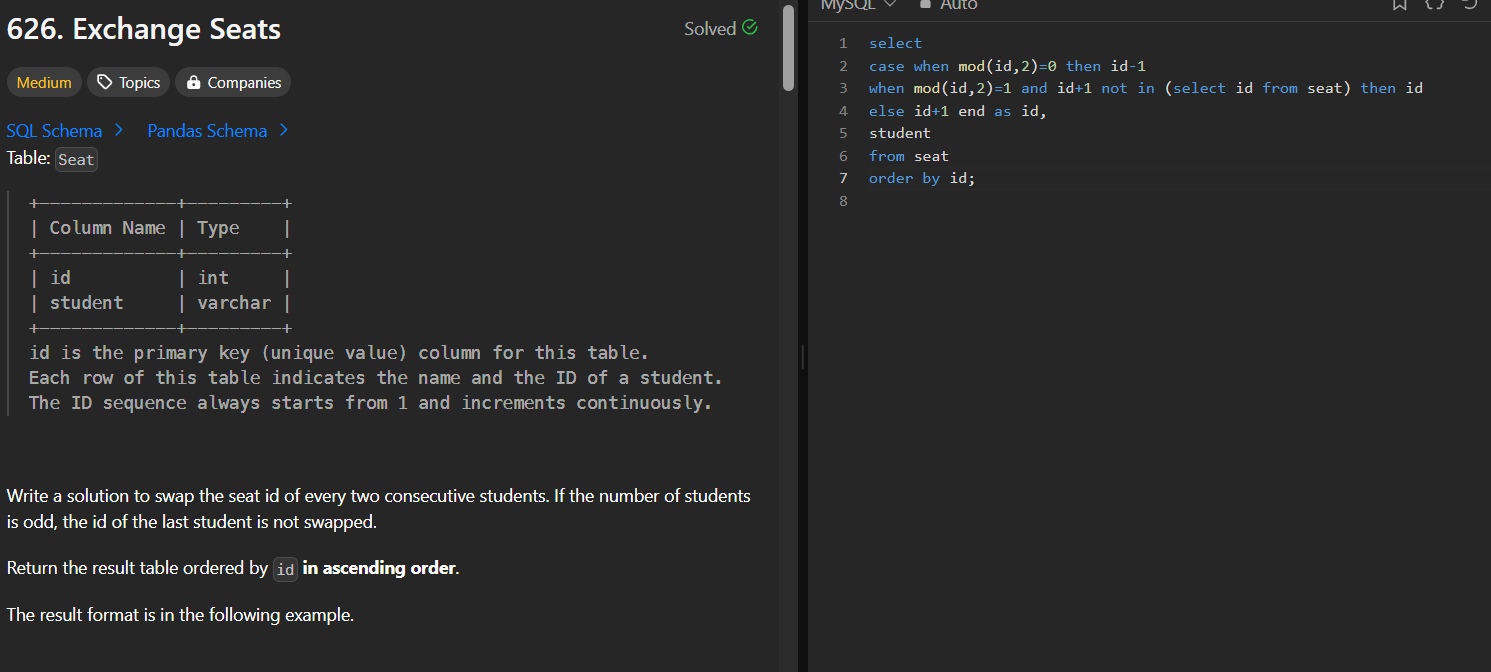 626. Exchange Seats
Solved
Medium Topics Companies
SQL Schema > Pandas Schema >
Table: Seat
+-------------+---------+
| Column Name | Type    |
+-------------+---------+
| id          | int     |
| student     | varchar |
+-------------+---------+
id is the primary key (unique value) column for this table.
Each row of this table indicates the name and the ID of a student.
The ID sequence always starts from 1 and increments continuously.
Write a solution to swap the seat id of every two consecutive students. If the number of students
is odd, the id of the last student is not swapped.
Return the result table ordered by id in ascending order.
The result format is in the following example.
MySQL Auto
1 select
2 case when mod(id,2)=0 then id-1
3 when mod(id,2)=1 and id+1 not in (select id from seat) then id
4 else id+1 end as id,
5 student
6 from seat
7 order by id;
8